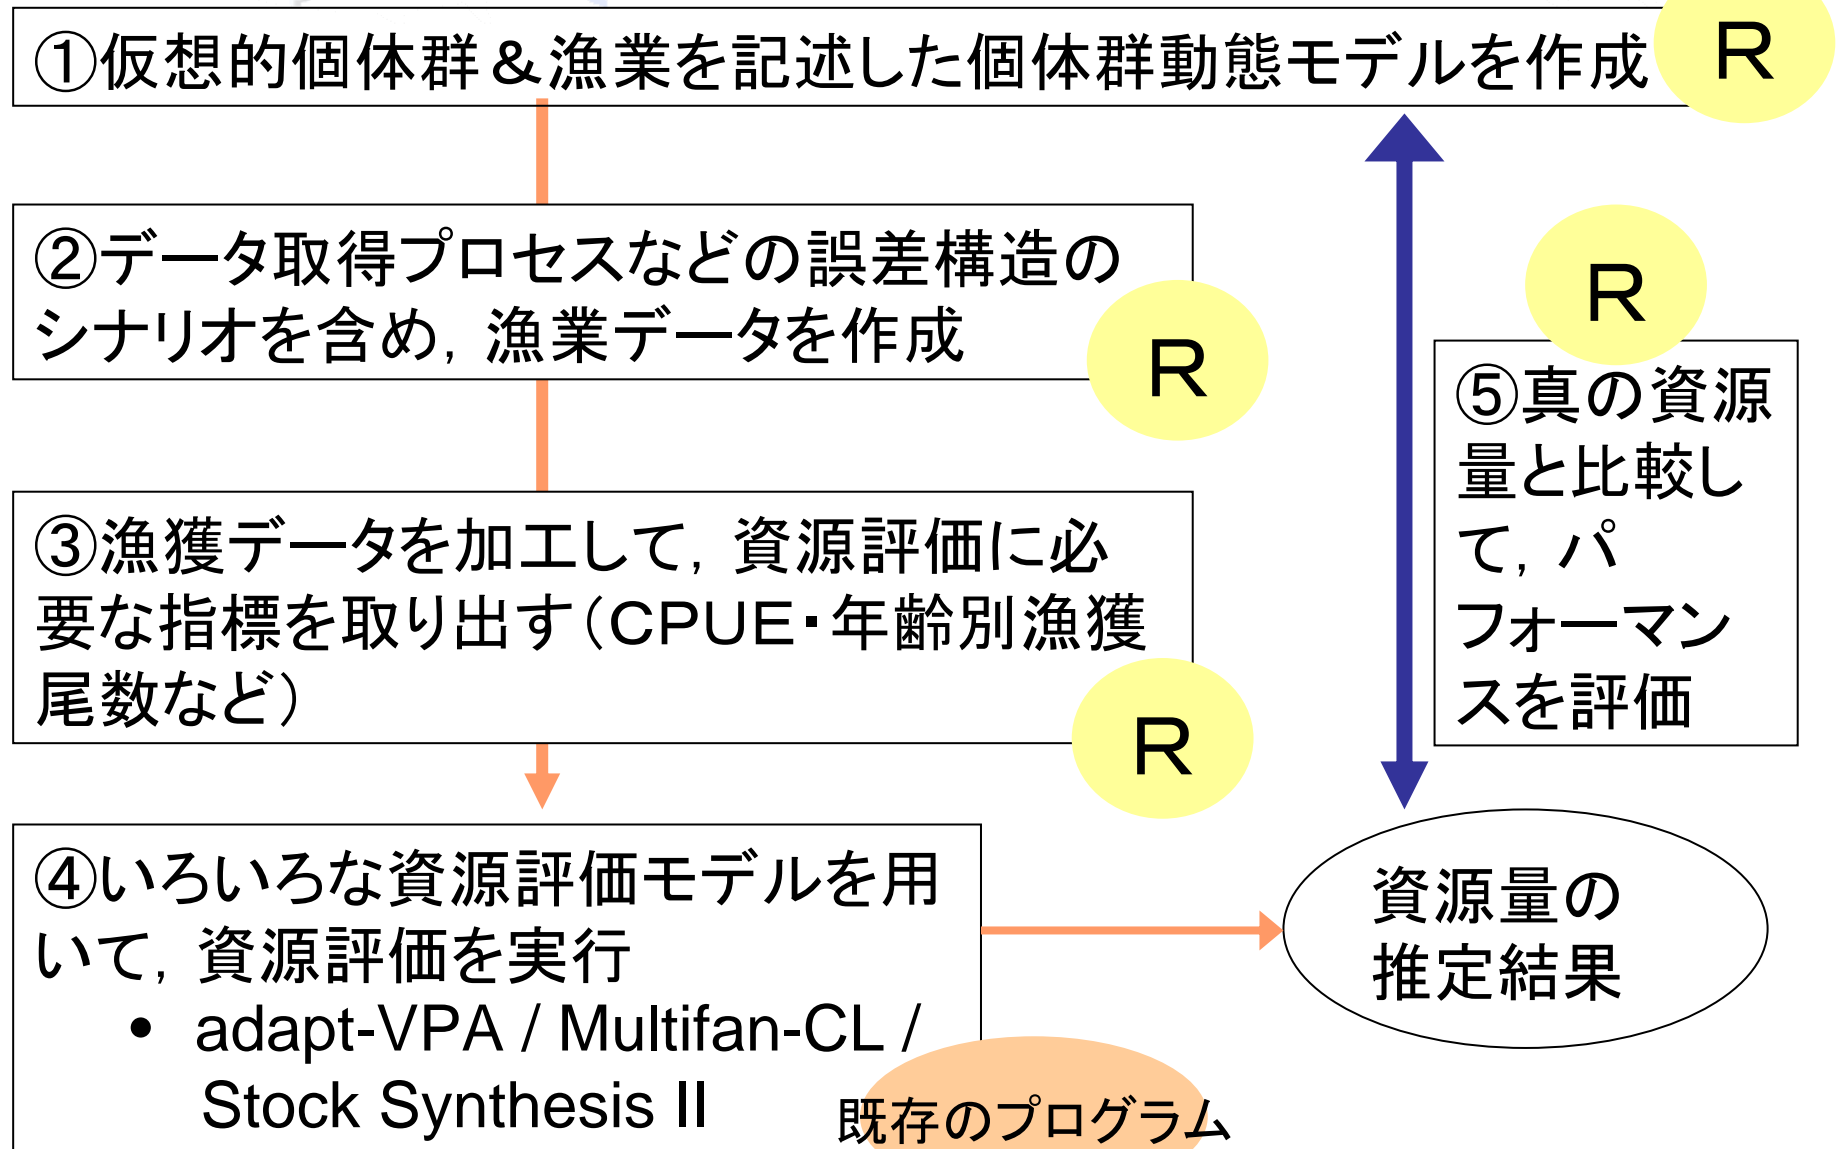 ①仮想的個体群＆漁業を記述した個体群動態モデルを作成
R
②データ取得プロセスなどの誤差構造の
シナリオを含め，漁業データを作成
R
③漁獲データを加工して，資源評価に必
要な指標を取り出す（CPUE・年齢別漁獲
尾数など）
R
④いろいろな資源評価モデルを用
いて，資源評価を実行
• adapt-VPA / Multifan-CL /
Stock Synthesis II
既存のプログラム
資源量の
推定結果
R
⑤真の資源
量と比較し
て，パ
フォーマン
スを評価